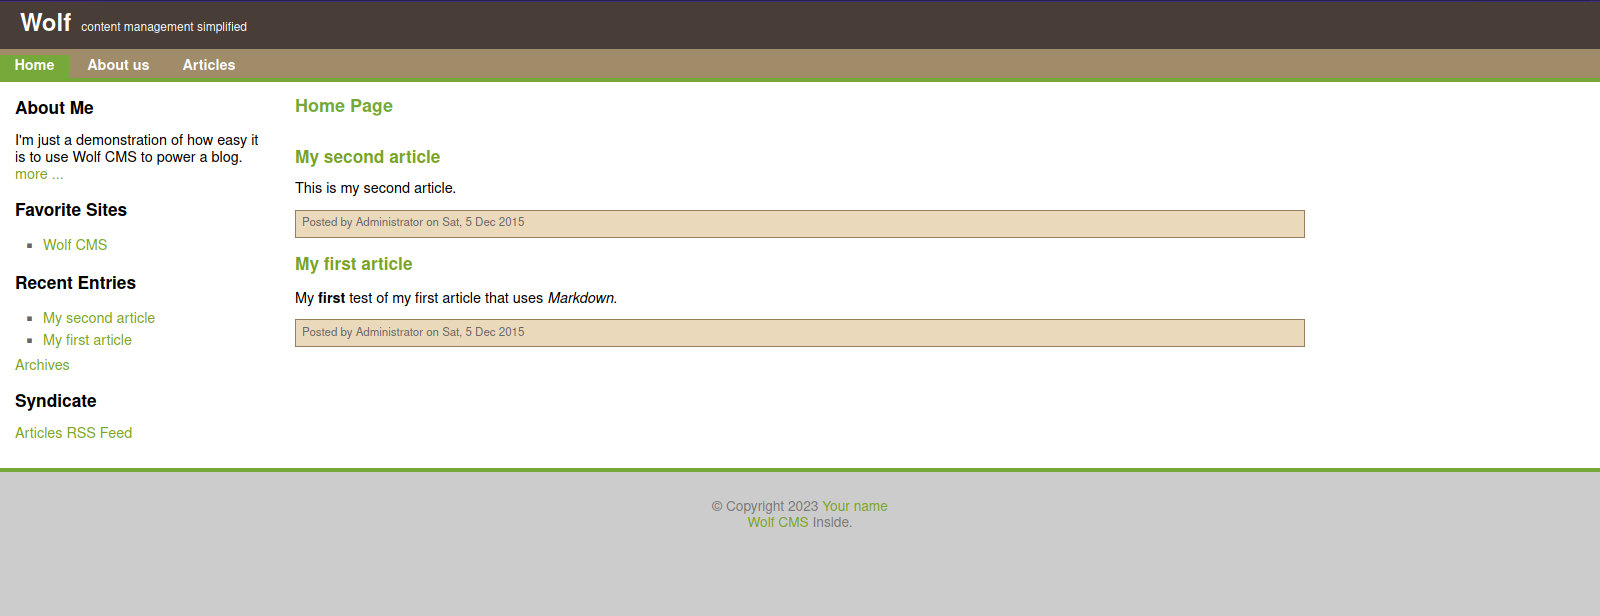 Wolf content management simplified
Home About us Articles
About Me
I'm just a demonstration of how easy it
is to use Wolf CMS to power a blog.
more ...
Favorite Sites
Wolf CMS
Recent Entries
My second article
My first article
Archives
Syndicate
Articles RSS Feed
Home Page
My second article
This is my second article.
Posted by Administrator on Sat, 5 Dec 2015
My first article
My first test of my first article that uses Markdown.
Posted by Administrator on Sat, 5 Dec 2015
© Copyright 2023 Your name
Wolf CMS Inside.